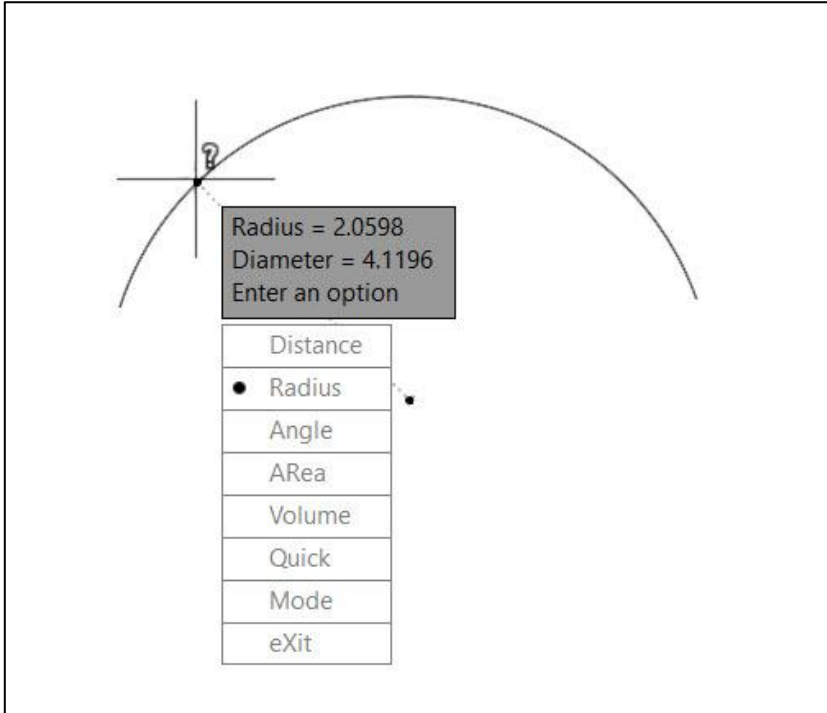 ?
Radius = 2.0598
Diameter = 4.1196
Enter an option
Distance
Radius
Angle
ARea
Volume
Quick
Mode
eXit